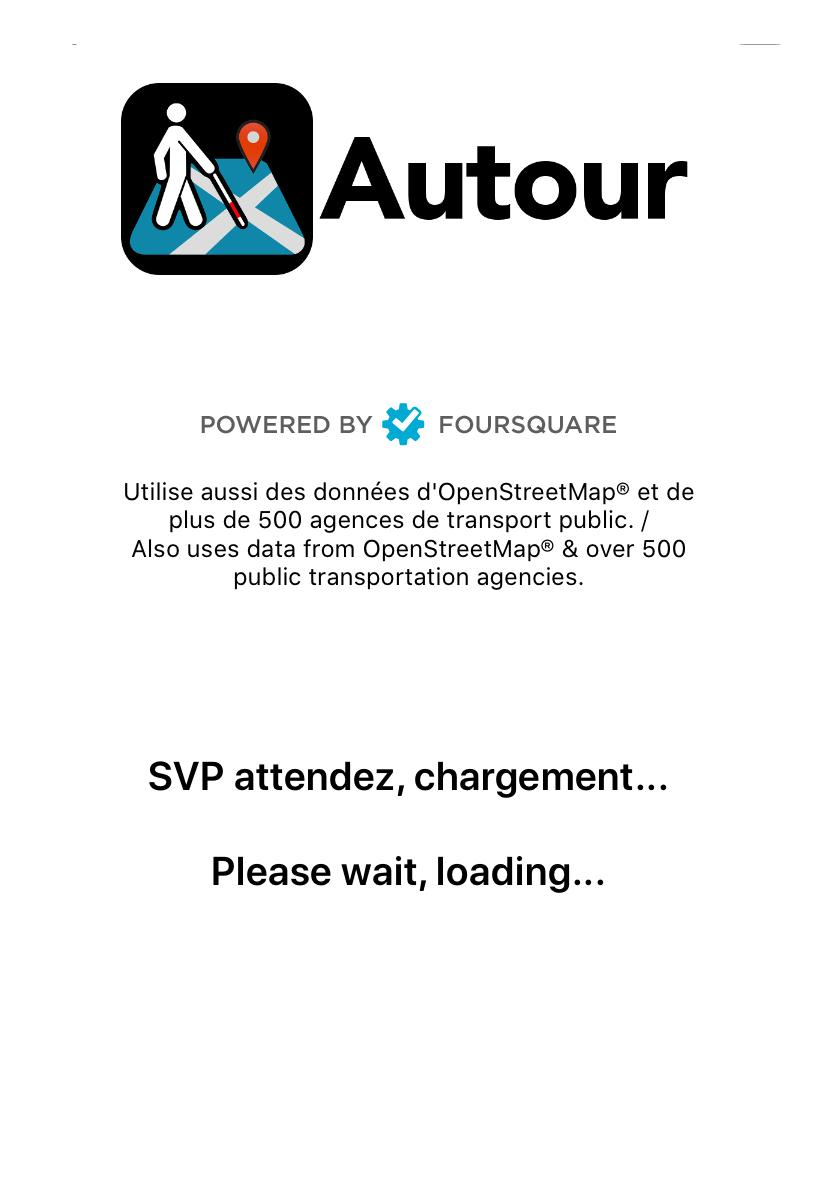 Autour
POWERED BY FOURSQUARE
Utilise aussi des données d'OpenStreetMap® et de
plus de 500 agences de transport public. /
Also uses data from OpenStreetMap® & over 500
public transportation agencies.
SVP attendez, chargement...
Please wait, loading...